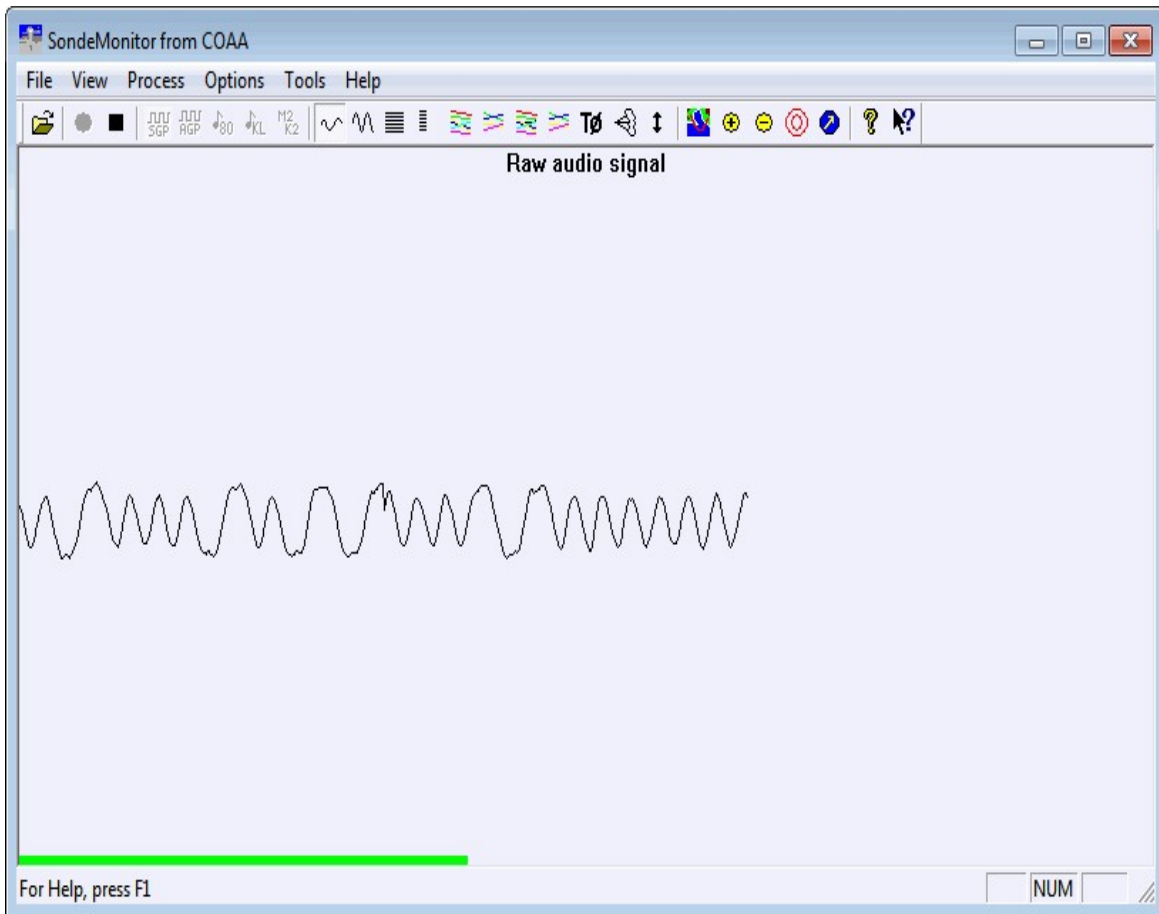 SondeMonitor from COAA
File View Process Options Tools Help
SGP AGP 80 KL M2 K2 TØ
Raw audio signal
For Help, press F1 NUM